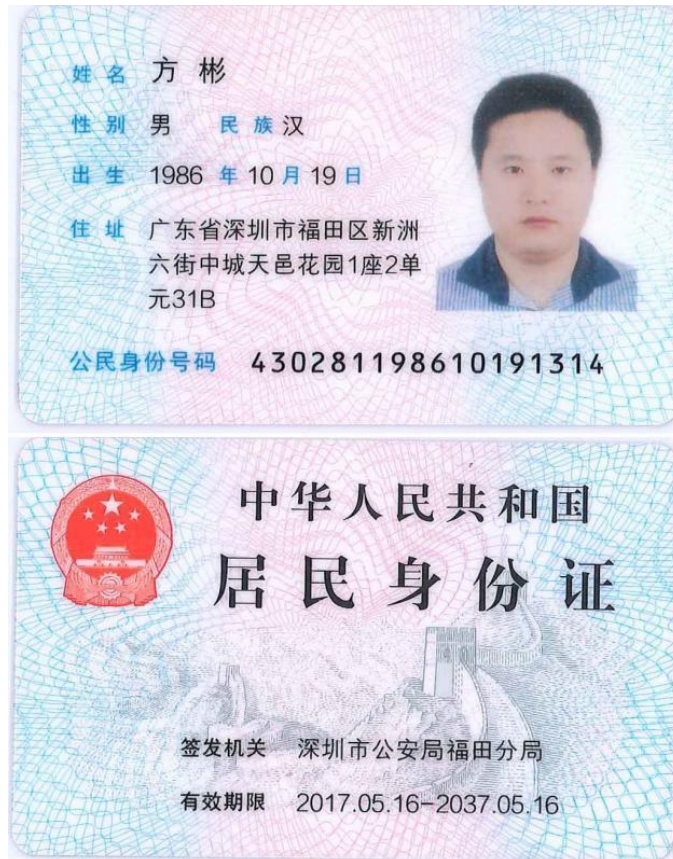 姓名 方彬
性别 男 民族 汉
出生 1986 年 10 月 19 日
住址 广东省深圳市福田区新洲
六街中城天邑花园1座2单
元31B
公民身份号码 430281198610191314
中华人民共和国
居民身份证
签发机关 深圳市公安局福田分局
有效期限 2017.05.16-2037.05.16